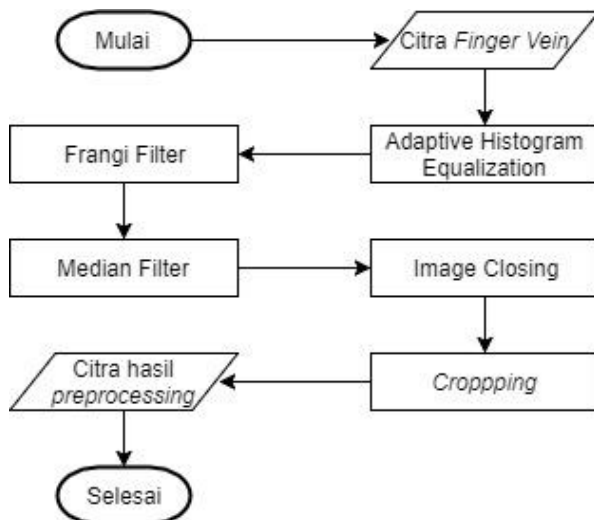 Mulai
Citra Finger Vein
Adaptive Histogram
Equalization
Frangi Filter
Median Filter
Image Closing
Croppping
Citra hasil
preprocessing
Selesai